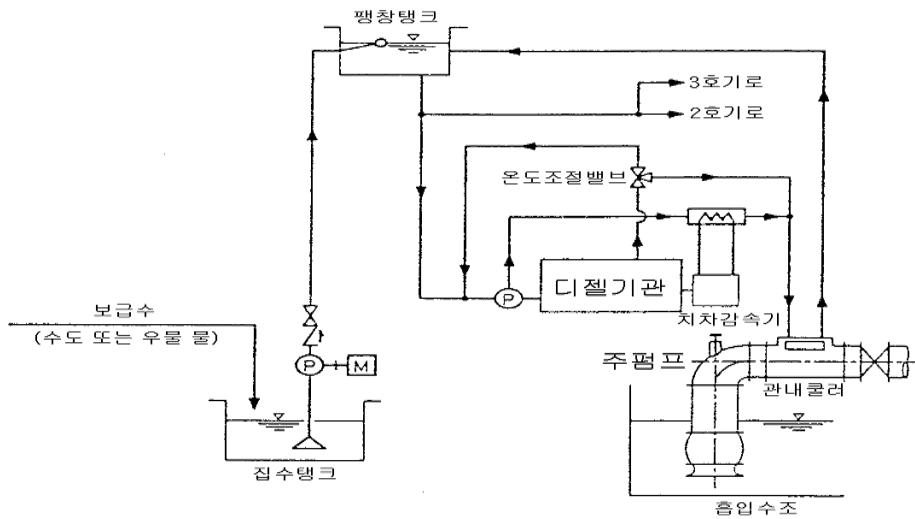 팽창탱크
3호기로
2호기로
온도조절밸브
P
디젤기관
치차감속기
보급수
(수도 또는 우물 물)
P
M
주펌프
관내쿨러
집수탱크
흡입수조